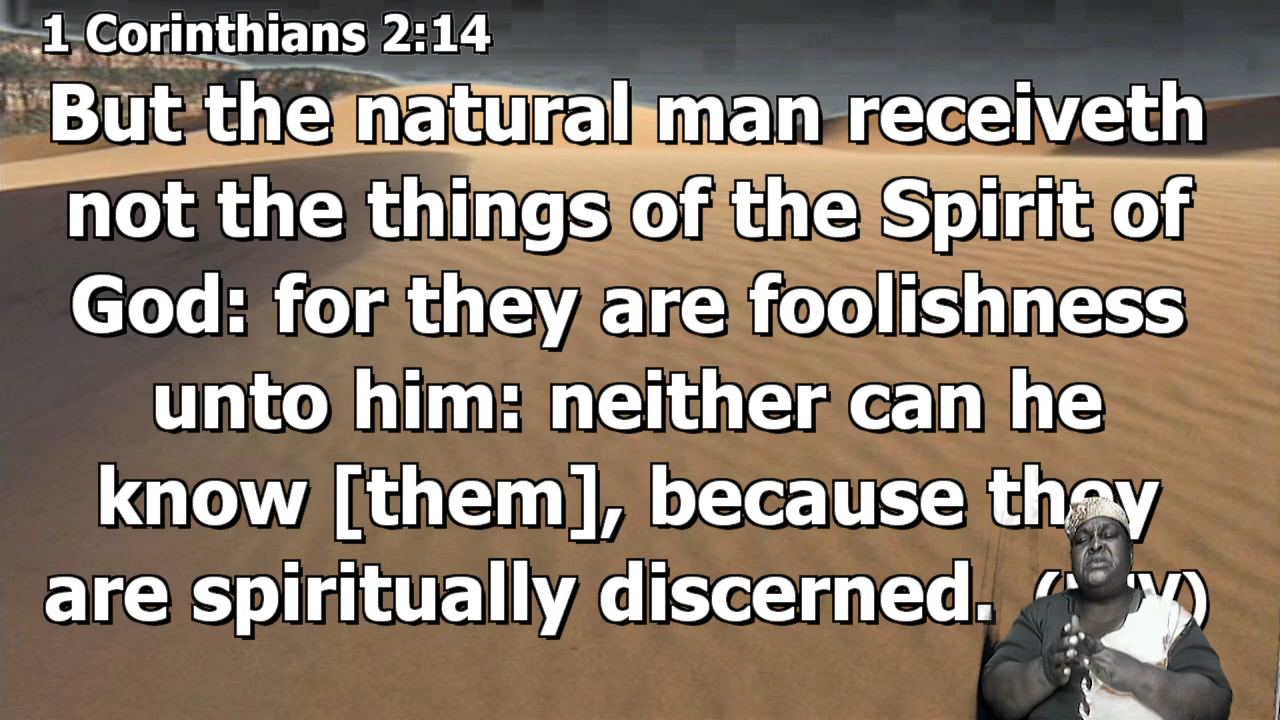 1 Corinthians 2:14
But the natural man receiveth
not the things of the Spirit of
God: for they are foolishness
unto him: neither can he
know [them], because they
are spiritually discerned.